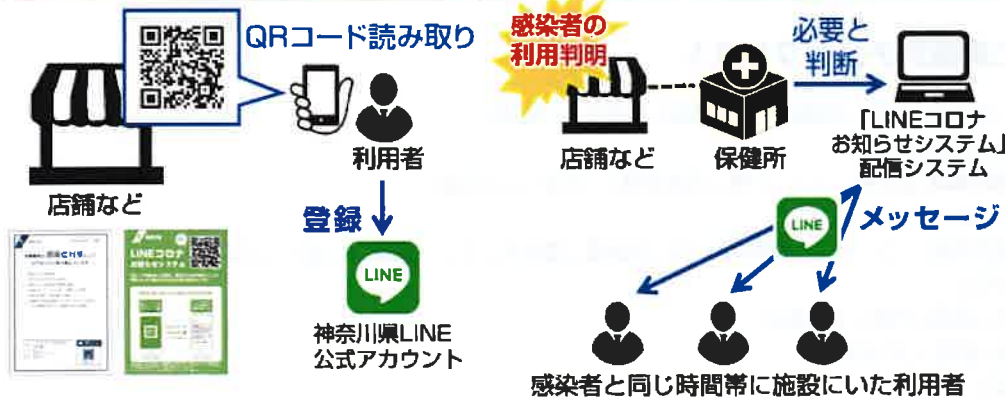 QRコード読み取り
店舗など
利用者
登録
LINE
神奈川県LINE
公式アカウント
LINEコロナ
お知らせシステム
感染者の
利用判明
店舗など
保健所
必要と
判断
「LINEコロナ
お知らせシステム」
配信システム
LINE
メッセージ
感染者と同じ時間帯に施設にいた利用者